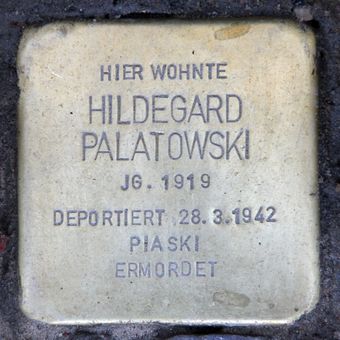 HIER WOHNTE
HILDEGARD
PALATOWSKI
JG. 1919
DEPORTIERT 28.3.1942
PIASKI
ERMORDET